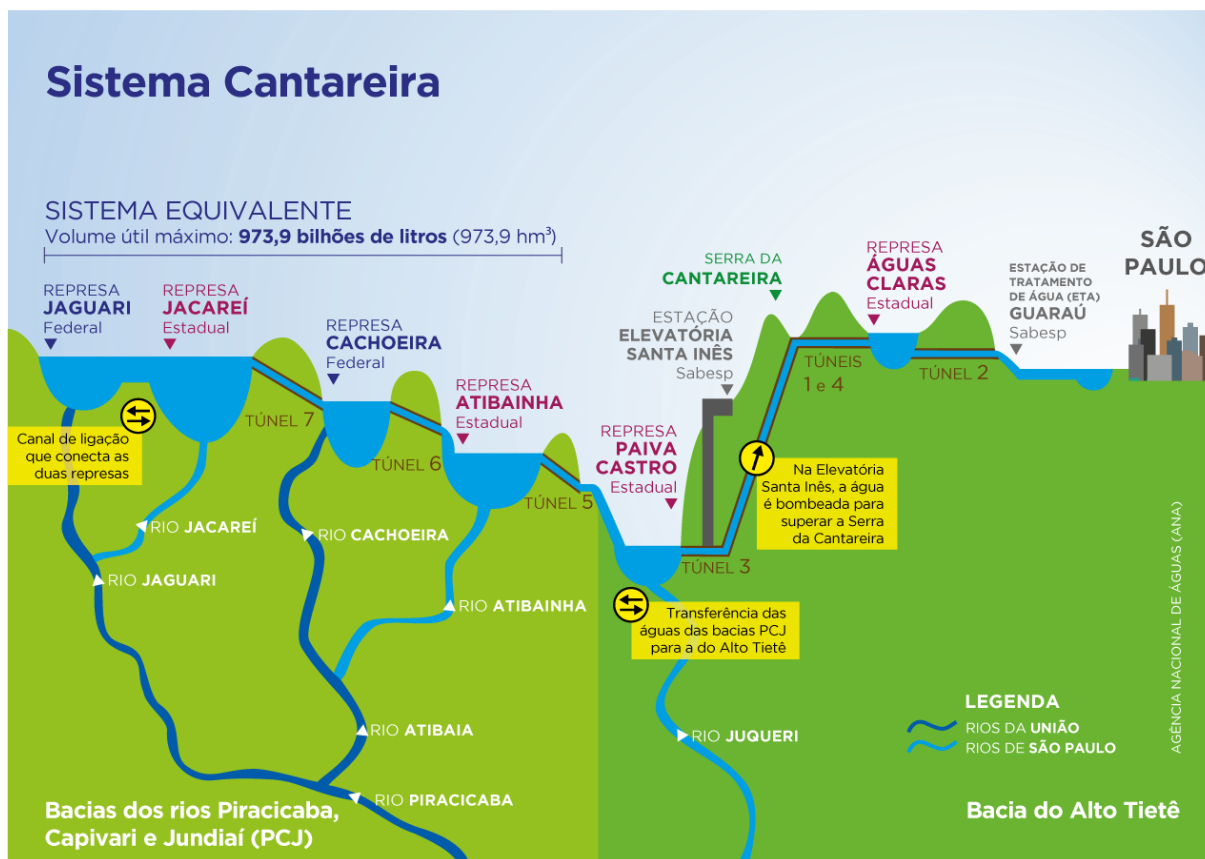 Sistema Cantareira
SISTEMA EQUIVALENTE
Volume útil máximo: 973,9 bilhões de litros (973,9 hm³)
REPRESA
JAGUARI
Federal
REPRESA
JACAREÍ
Estadual
REPRESA
CACHOEIRA
Federal
REPRESA
ATIBAINHA
Estadual
REPRESA
PAIVA
CASTRO
Estadual
ESTAÇÃO
ELEVATÓRIA
SANTA INÊS
Sabesp
SERRA DA
CANTAREIRA
REPRESA
ÁGUAS
CLARAS
Estadual
ESTAÇÃO DE
TRATAMENTO
DE ÁGUA (ETA)
GUARAÚ
Sabesp
SÃO
PAULO
TÚNEL 7
TÚNEL 6
TÚNEL 5
TÚNEL 3
TÚNEIS
1 e 4
TÚNEL 2
Canal de ligação
que conecta as
duas represas
Na Elevatória
Santa Inês, a água
é bombeada para
superar a Serra
da Cantareira
Transferência das
águas das bacias PCJ
para a do Alto Tietê
RIO JACAREÍ
RIO JAGUARI
RIO CACHOEIRA
RIO ATIBAINHA
RIO ATIBAIA
RIO PIRACICABA
RIO JUQUERI
LEGENDA
RIOS DA UNIÃO
RIOS DE SÃO PAULO
AGÊNCIA NACIONAL DE ÁGUAS (ANA)
Bacias dos rios Piracicaba,
Capivari e Jundiaí (PCJ)
Bacia do Alto Tietê